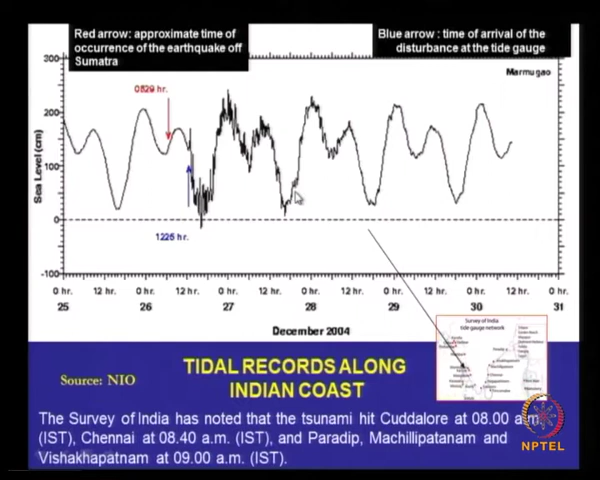 Red arrow: approximate time of
occurrence of the earthquake off
Sumatra
Blue arrow : time of arrival of the
disturbance at the tide gauge
Marmugao
0629 hr.
1225 hr.
Sea Level (cm)
300
200
100
0
-100
0 hr. 12 hr. 0 hr. 12 hr. 0 hr. 12 hr. 0 hr. 12 hr. 0 hr. 12 hr. 0 hr. 12 hr. 0 hr.
25 26 27 28 29 30 31
December 2004
Survey of India
tide gauge network
Source: NIO
TIDAL RECORDS ALONG
INDIAN COAST
The Survey of India has noted that the tsunami hit Cuddalore at 08.00 a.m.
(IST), Chennai at 08.40 a.m. (IST), and Paradip, Machillipatanam and
Vishakhapatnam at 09.00 a.m. (IST).
NPTEL